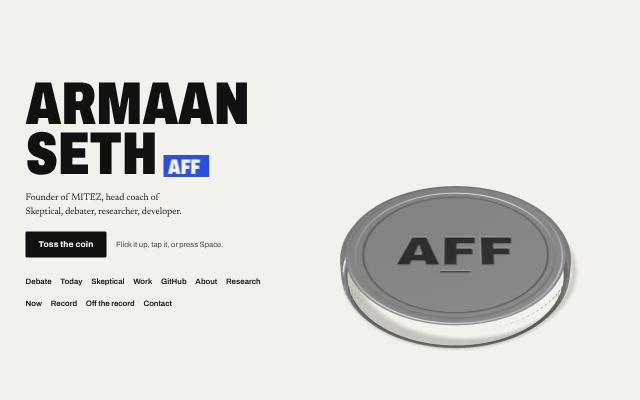 ARMAAN
SETH AFF
Founder of MITEZ, head coach of
Skeptical, debater, researcher, developer.
Toss the coin Flick it up, tap it, or press Space.
Debate Today Skeptical Work GitHub About Research
Now Record Off the record Contact
AFF